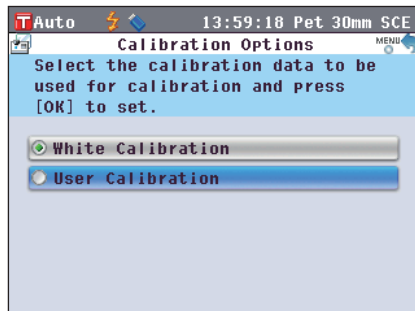 T Auto 13:59:18 Pet 30mm SCE
Calibration Options MENU
Select the calibration data to be
used for calibration and press
[OK] to set.
White Calibration
User Calibration